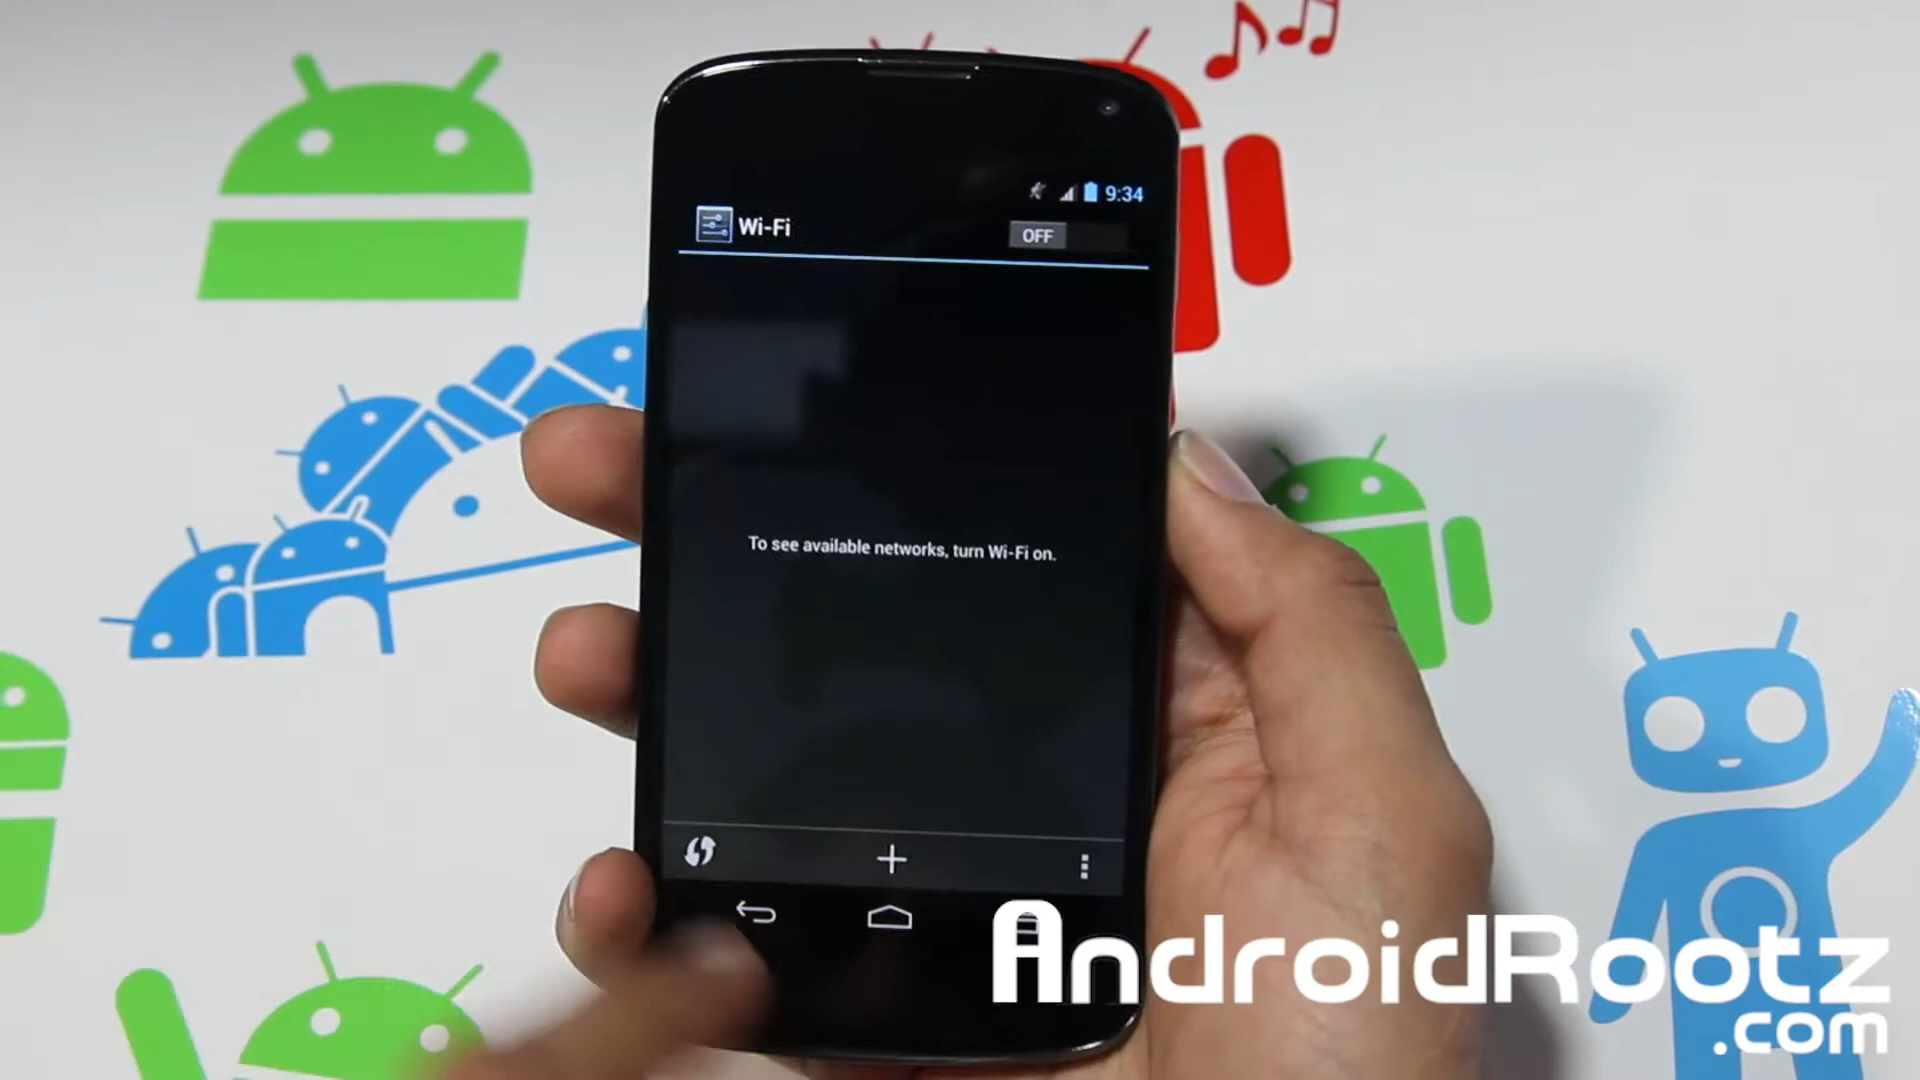 9:34
Wi-Fi
OFF
To see available networks, turn Wi-Fi on.
AndroidRootz
.com